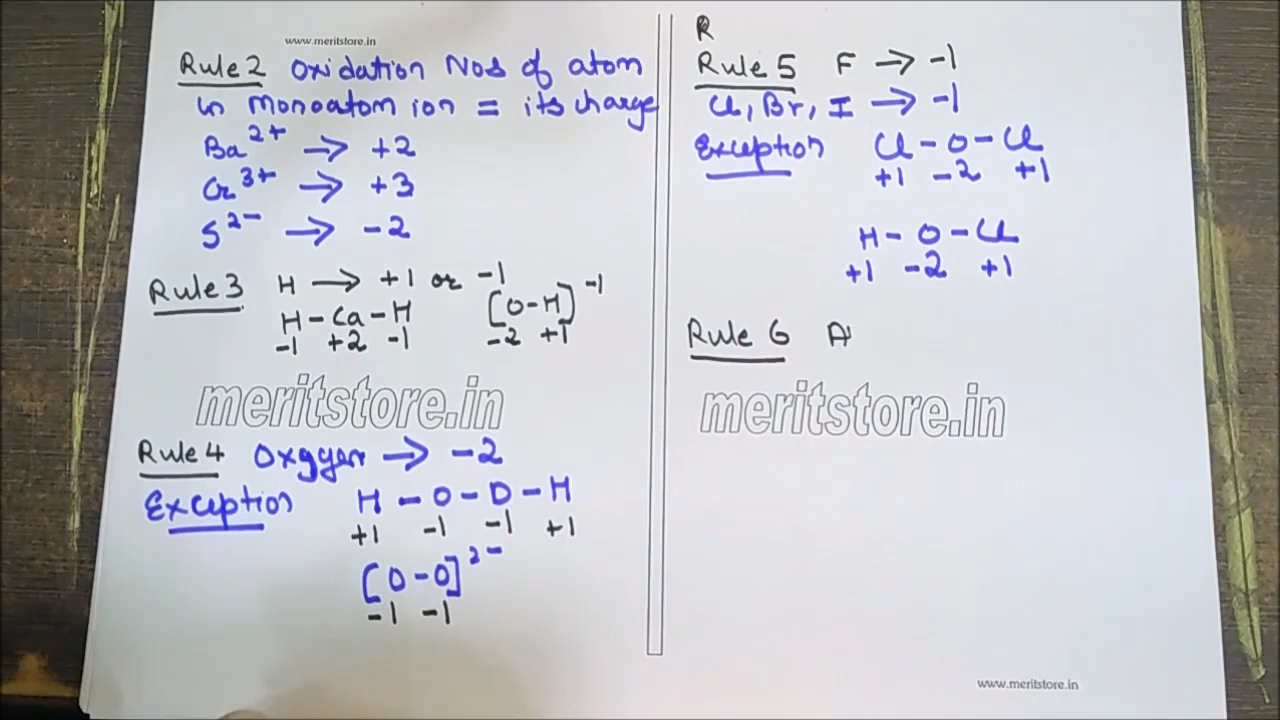 www.meritstore.in
Rule 2 Oxidation Nos of atom
in monoatom ion = its charge
Ba2+ → +2
Cr3+ → +3
S2− → −2
Rule 3 H → +1 or −1
H − Ca − H [O−H]−1
−1 +2 −1 −2 +1
meritstore.in
Rule 4 Oxygen → −2
Exception H − O − O − H
+1 −1 −1 +1
[O−O]2−
−1 −1
R
Rule 5 F → −1
Cl, Br, I → −1
Exception Cl − O − Cl
+1 −2 +1
H − O − Cl
+1 −2 +1
Rule 6 A
meritstore.in
www.meritstore.in